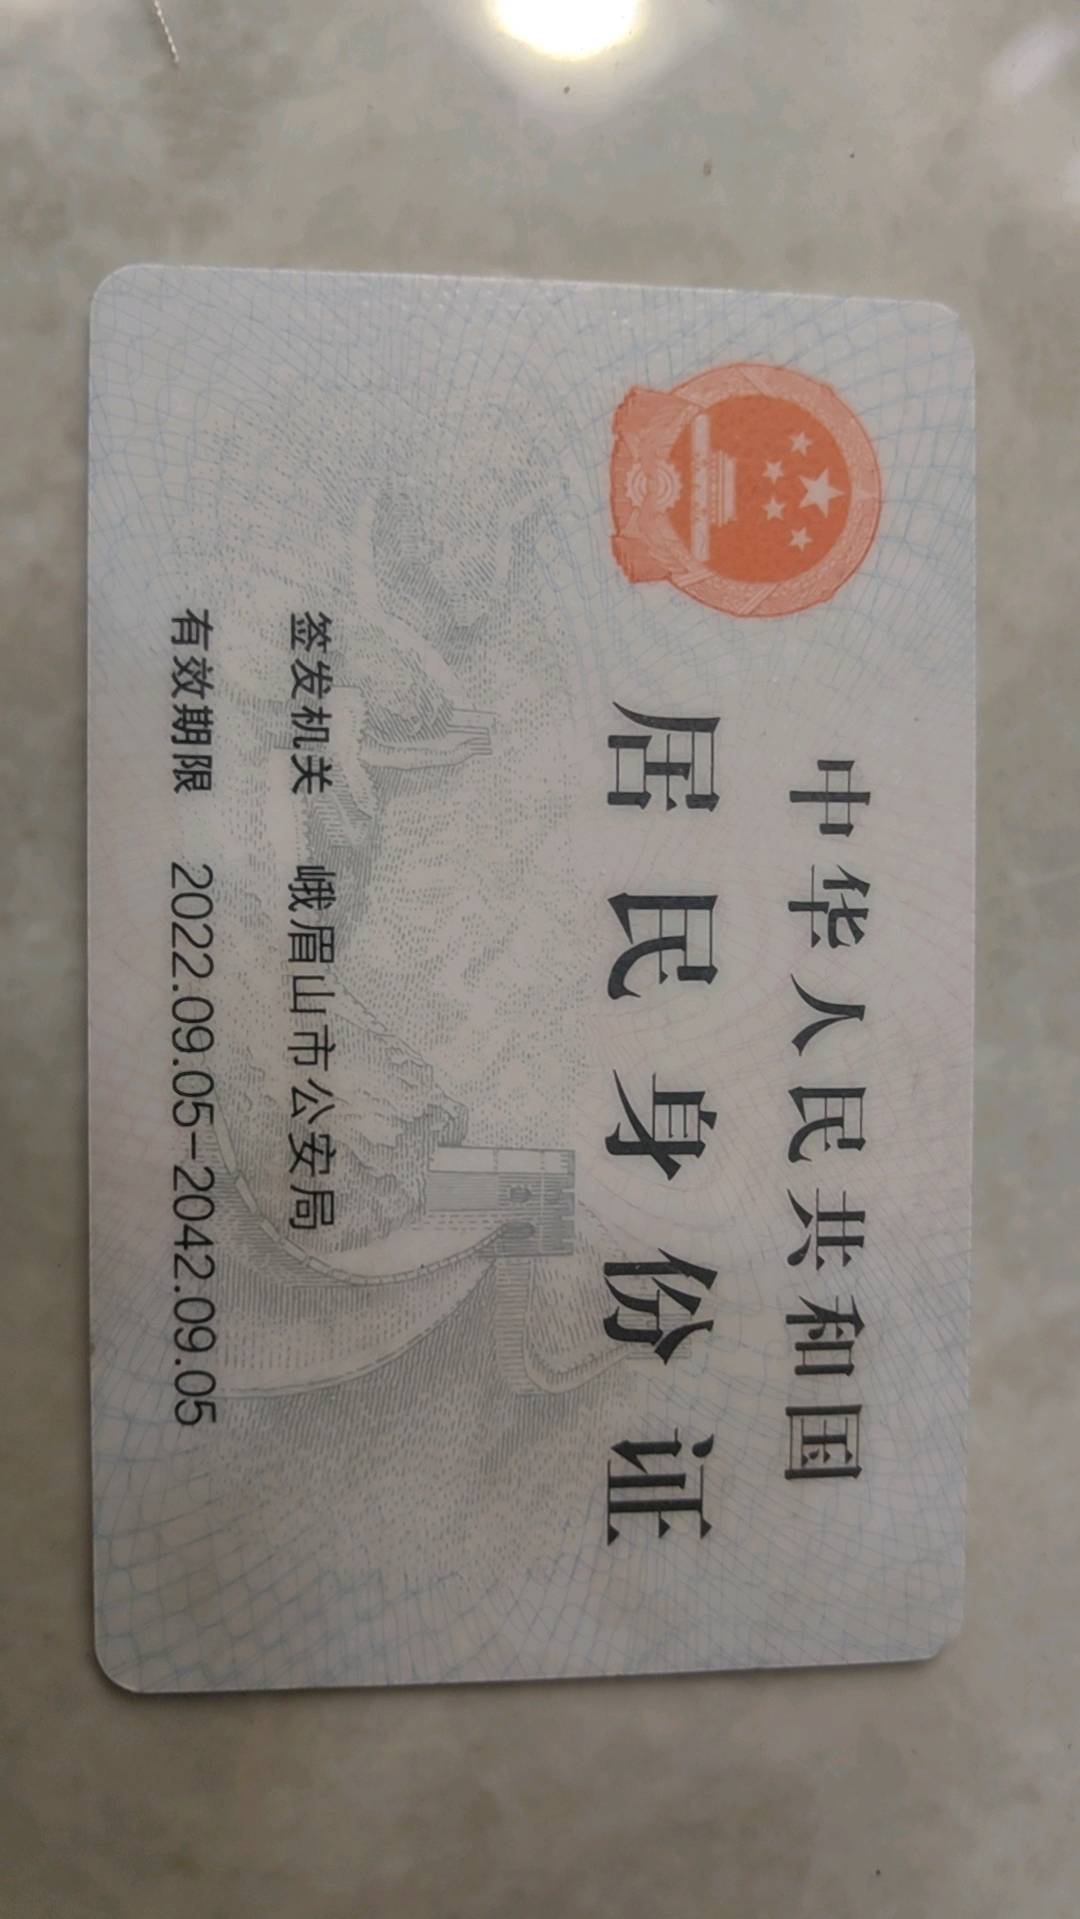 中华人民共和国
居民身份证
签发机关 峨眉山市公安局
有效期限 2022.09.05-2042.09.05